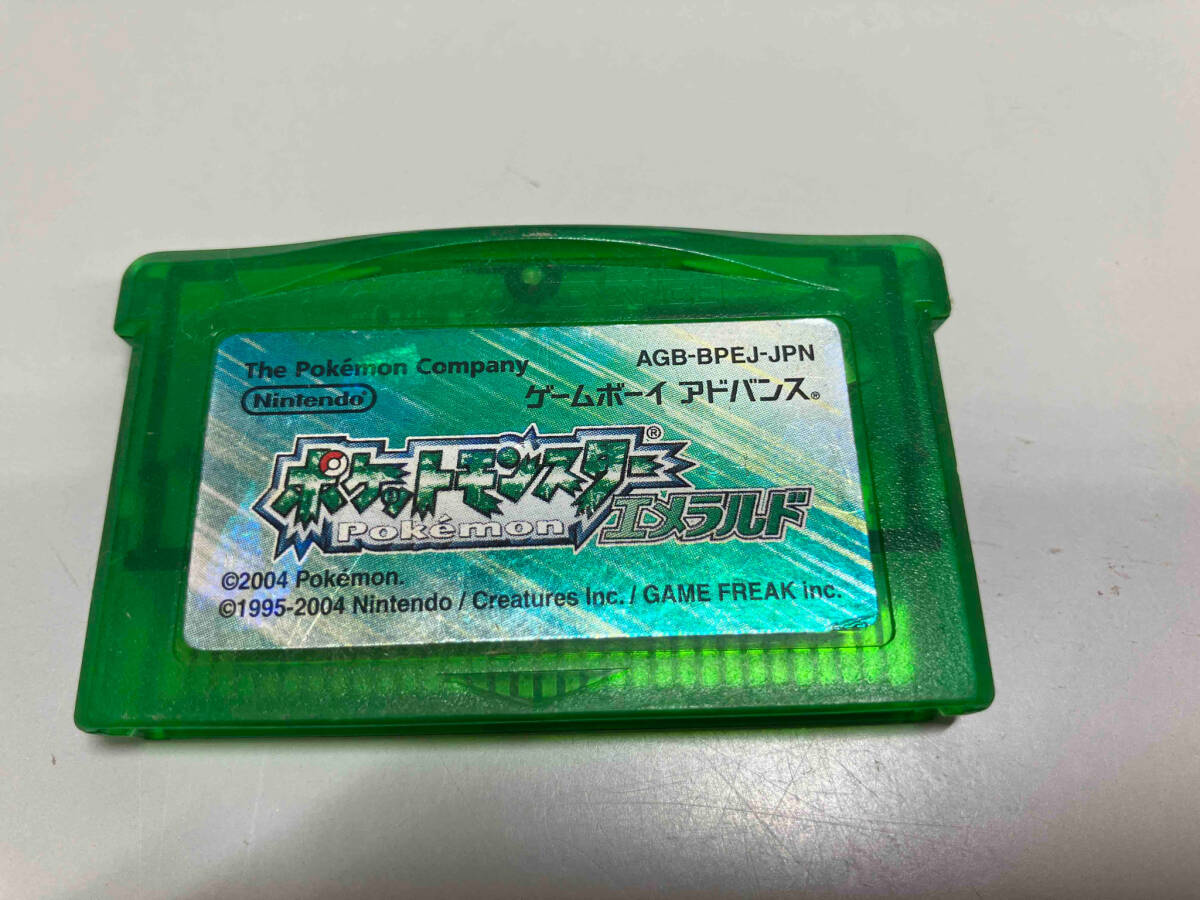 The Pokémon Company
AGB-BPEJ-JPN
Nintendo®
ゲームボーイ アドバンス®
ポケットモンスター®
Pokémon エメラルド
©2004 Pokémon.
©1995-2004 Nintendo / Creatures Inc. / GAME FREAK inc.